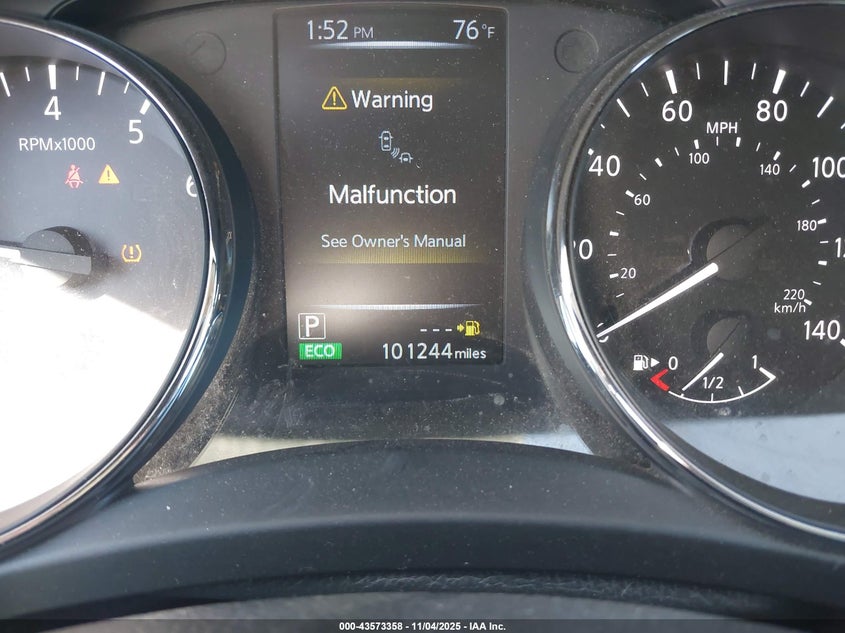 1:52 PM 76°F
Warning
Malfunction
See Owner's Manual
P
---
ECO 101244 miles
4
5
6
RPMx1000
20
40
60
80
100
140
MPH
20
60
100
140
180
220
km/h
0
1/2
1
000-43573358 - 11/04/2025 - IAA Inc.